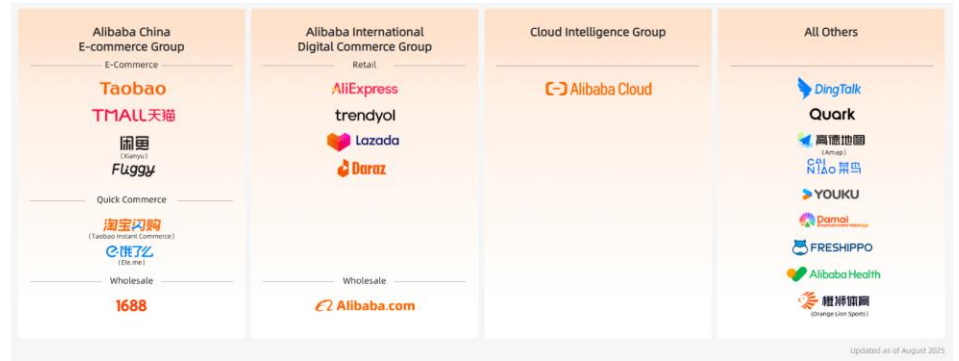 Alibaba China
E-commerce Group
E-Commerce
Taobao
TMALL天猫
闲鱼
(Xianyu)
Fliggy
Quick Commerce
淘宝闪购
(Taobao Instant Commerce)
饿了么
(Ele.me)
Wholesale
1688
Alibaba International
Digital Commerce Group
Retail
AliExpress
trendyol
Lazada
Daraz
Wholesale
Alibaba.com
Cloud Intelligence Group
Alibaba Cloud
All Others
DingTalk
Quark
高德地图
(Amap)
CAI
NIAO 菜鸟
YOUKU
Damai
Entertainment Holdings
FRESHIPPO
Alibaba Health
橙狮体育
(Orange Lion Sports)
Updated as of August 2025